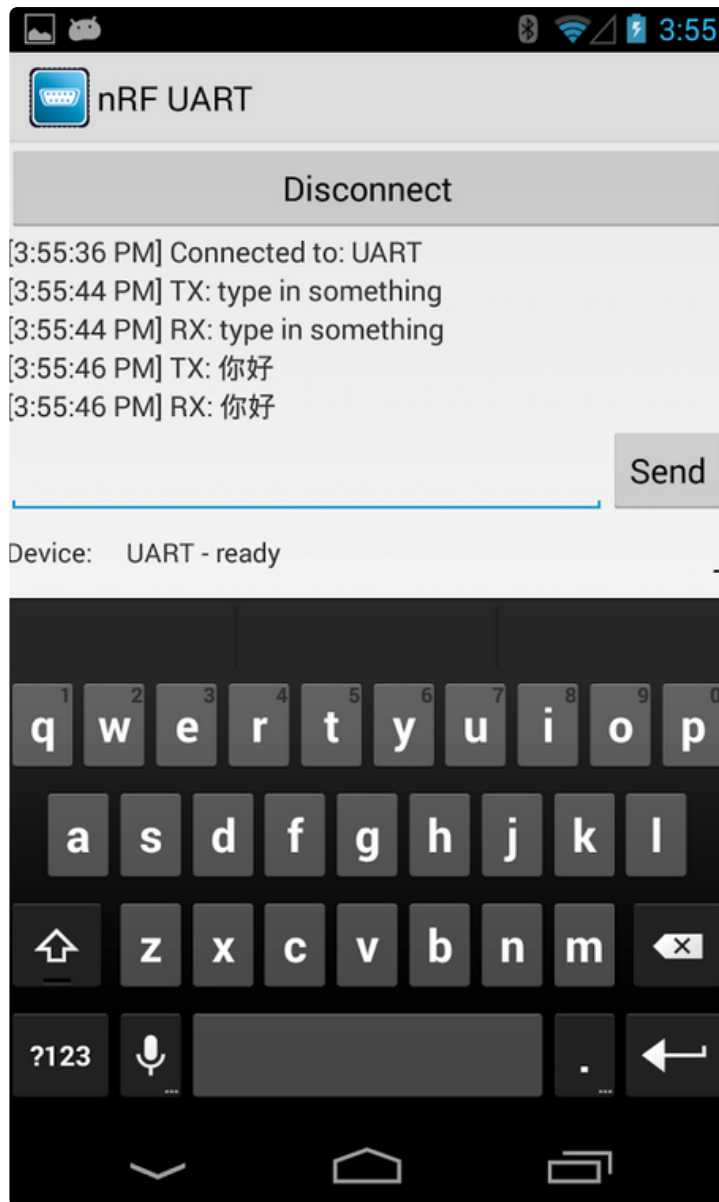 3:55
nRF UART
Disconnect
[3:55:36 PM] Connected to: UART
[3:55:44 PM] TX: type in something
[3:55:44 PM] RX: type in something
[3:55:46 PM] TX: 你好
[3:55:46 PM] RX: 你好
Send
Device: UART - ready
1 2 3 4 5 6 7 8 9 0
q w e r t y u i o p
a s d f g h j k l
z x c v b n m
?123 .